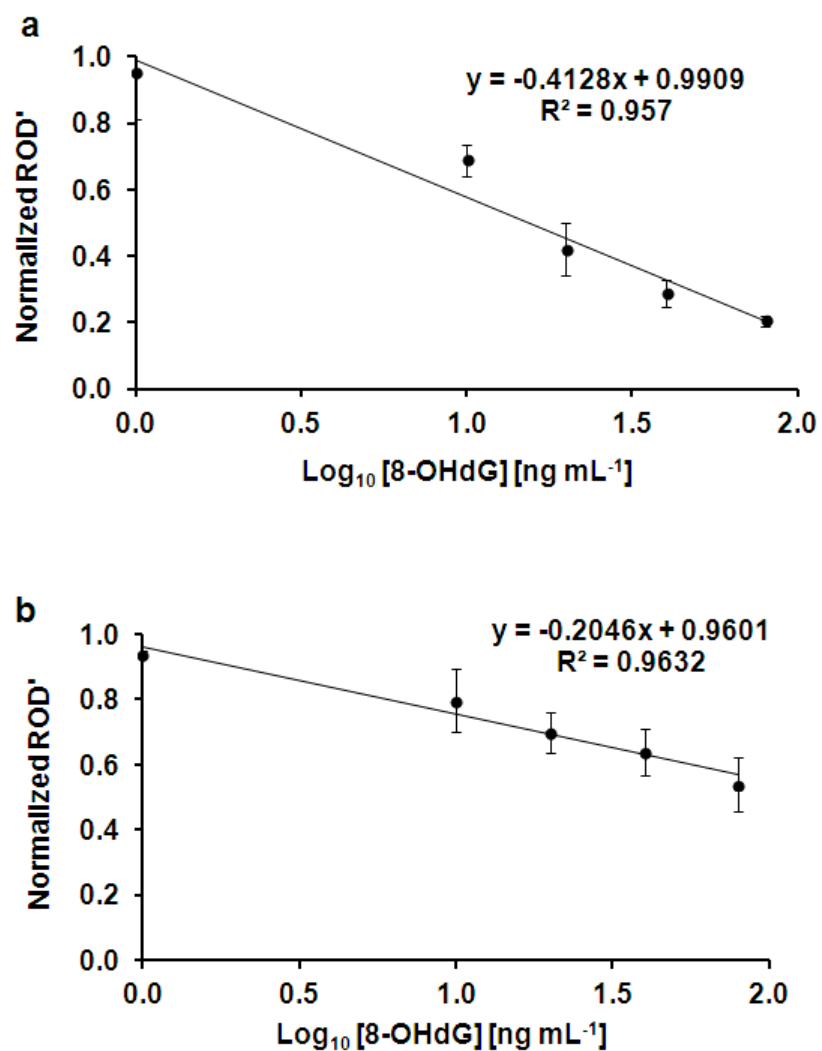 a
y = -0.4128x + 0.9909
R² = 0.957
1.0
0.8
0.6
0.4
0.2
0.0
Normalized ROD'
0.0 0.5 1.0 1.5 2.0
Log₁₀ [8-OHdG] [ng mL⁻¹]
b
y = -0.2046x + 0.9601
R² = 0.9632
1.0
0.8
0.6
0.4
0.2
0.0
Normalized ROD'
0.0 0.5 1.0 1.5 2.0
Log₁₀ [8-OHdG] [ng mL⁻¹]